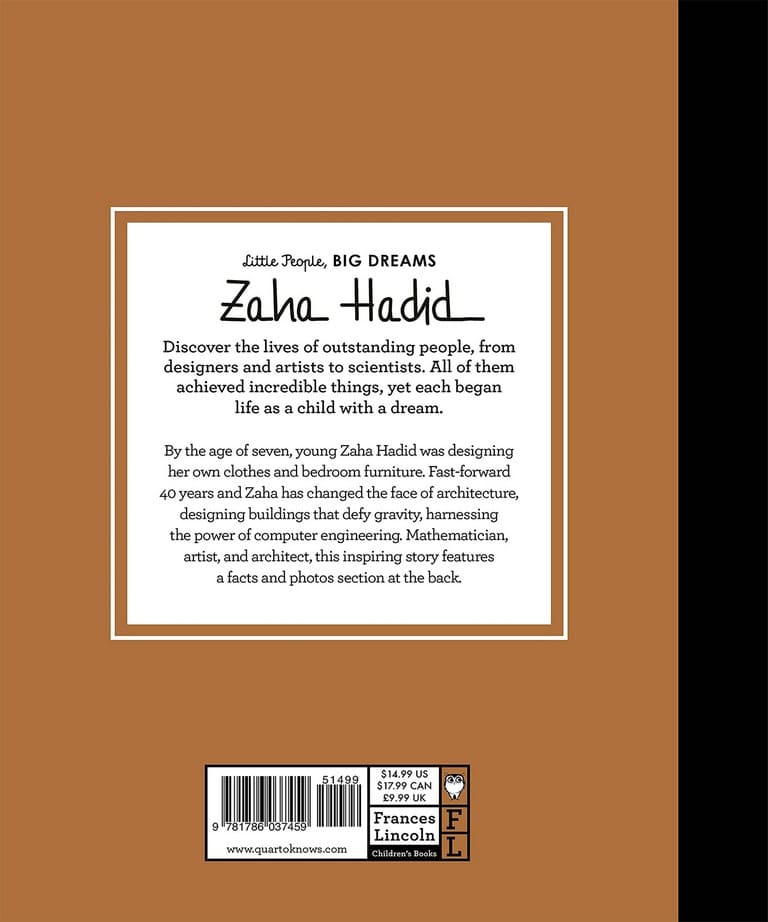 Little People, BIG DREAMS
Zaha Hadid
Discover the lives of outstanding people, from
designers and artists to scientists. All of them
achieved incredible things, yet each began
life as a child with a dream.
By the age of seven, young Zaha Hadid was designing
her own clothes and bedroom furniture. Fast-forward
40 years and Zaha has changed the face of architecture,
designing buildings that defy gravity, harnessing
the power of computer engineering. Mathematician,
artist, and architect, this inspiring story features
a facts and photos section at the back.
51499
9 781786 037459
www.quartoknows.com
$14.99 US
$17.99 CAN
£9.99 UK
Frances
Lincoln
Children's Books
F
L